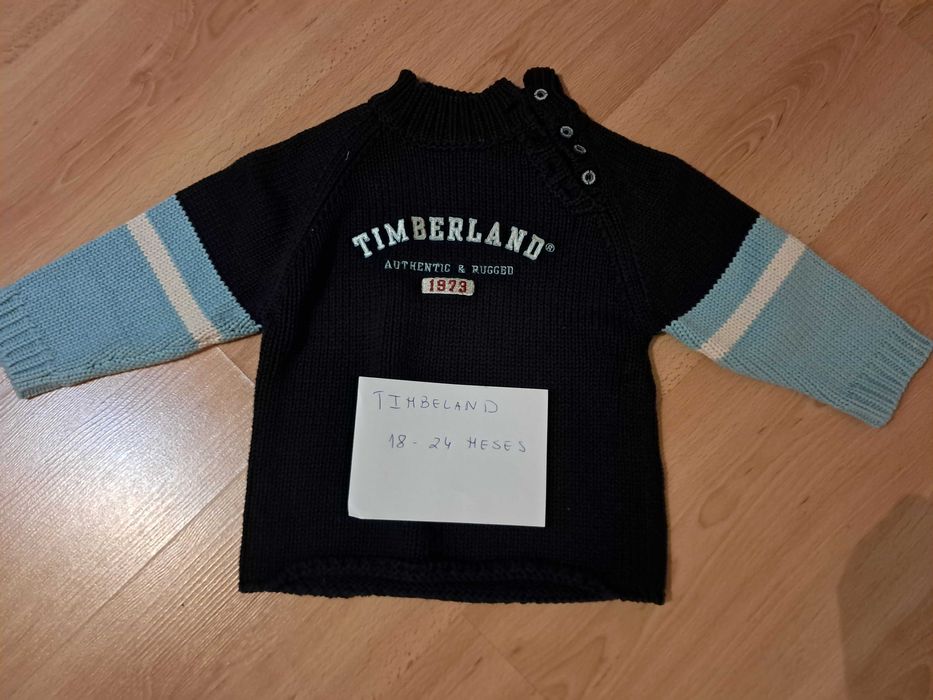 TIMBERLAND®
AUTHENTIC & RUGGED
1973
TIMBELAND
18 - 24 MESES